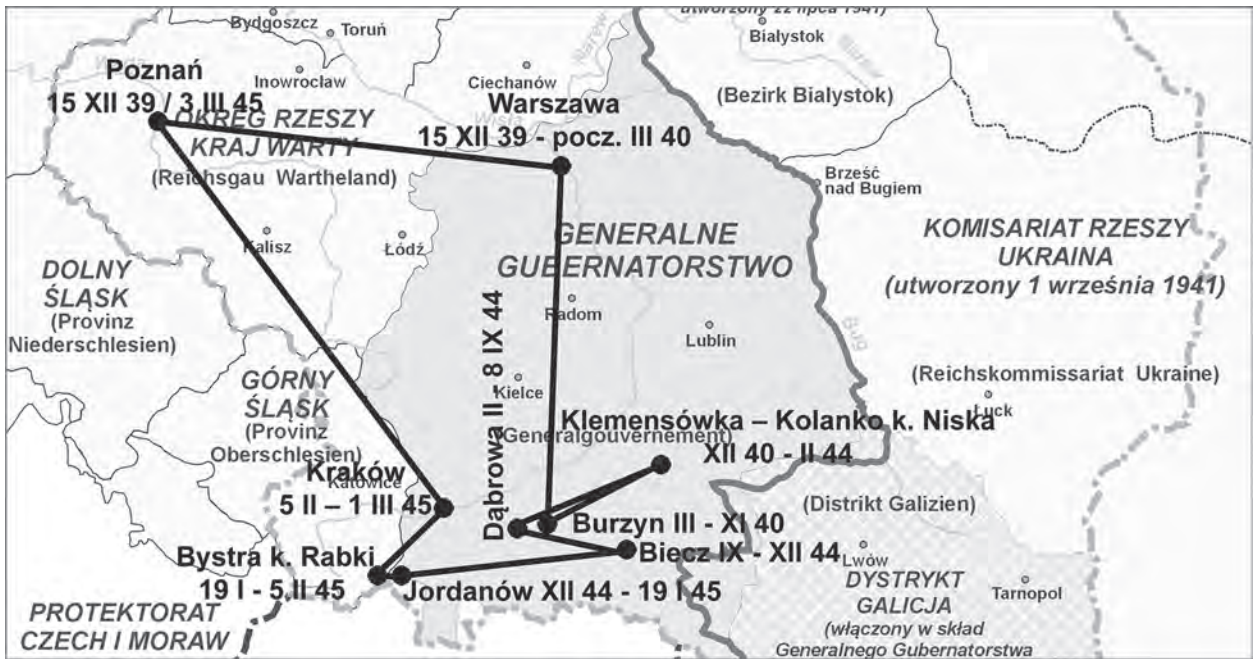 utworzony 22 lipca 1941)
Bydgoszcz
Toruń
Białystok
Narew
Poznań
Inowrocław
Ciechanów
Warszawa
(Bezirk Bialystok)
15 XII 39 / 3 III 45
OKRĘG RZESZY
Wisła
15 XII 39 - pocz. III 40
KRAJ WARTY
(Reichsgau Wartheland)
Brześć
nad Bugiem
Kalisz
Łódź
GENERALNE
GUBERNATORSTWO
KOMISARIAT RZESZY
UKRAINA
(utworzony 1 września 1941)
DOLNY
ŚLĄSK
(Provinz
Niederschlesien)
Radom
Lublin
Bug
Dąbrowa II - 8 IX 44
GÓRNY
ŚLĄSK
(Provinz
Oberschlesien)
Kielce
(Reichskommissariat Ukraine)
Łuck
Klemensówka – Kolanko k. Niska
(Generalgouvernement)
XII 40 - II 44
Kraków
Katowice
5 II – 1 III 45
(Distrikt Galizien)
Burzyn III - XI 40
Biecz IX - XII 44
Bystra k. Rabki
19 I - 5 II 45
Jordanów XII 44 - 19 I 45
Lwów
Tarnopol
DYSTRYKT
GALICJA
(włączony w skład
Generalnego Gubernatorstwa
PROTEKTORAT
CZECH I MORAW